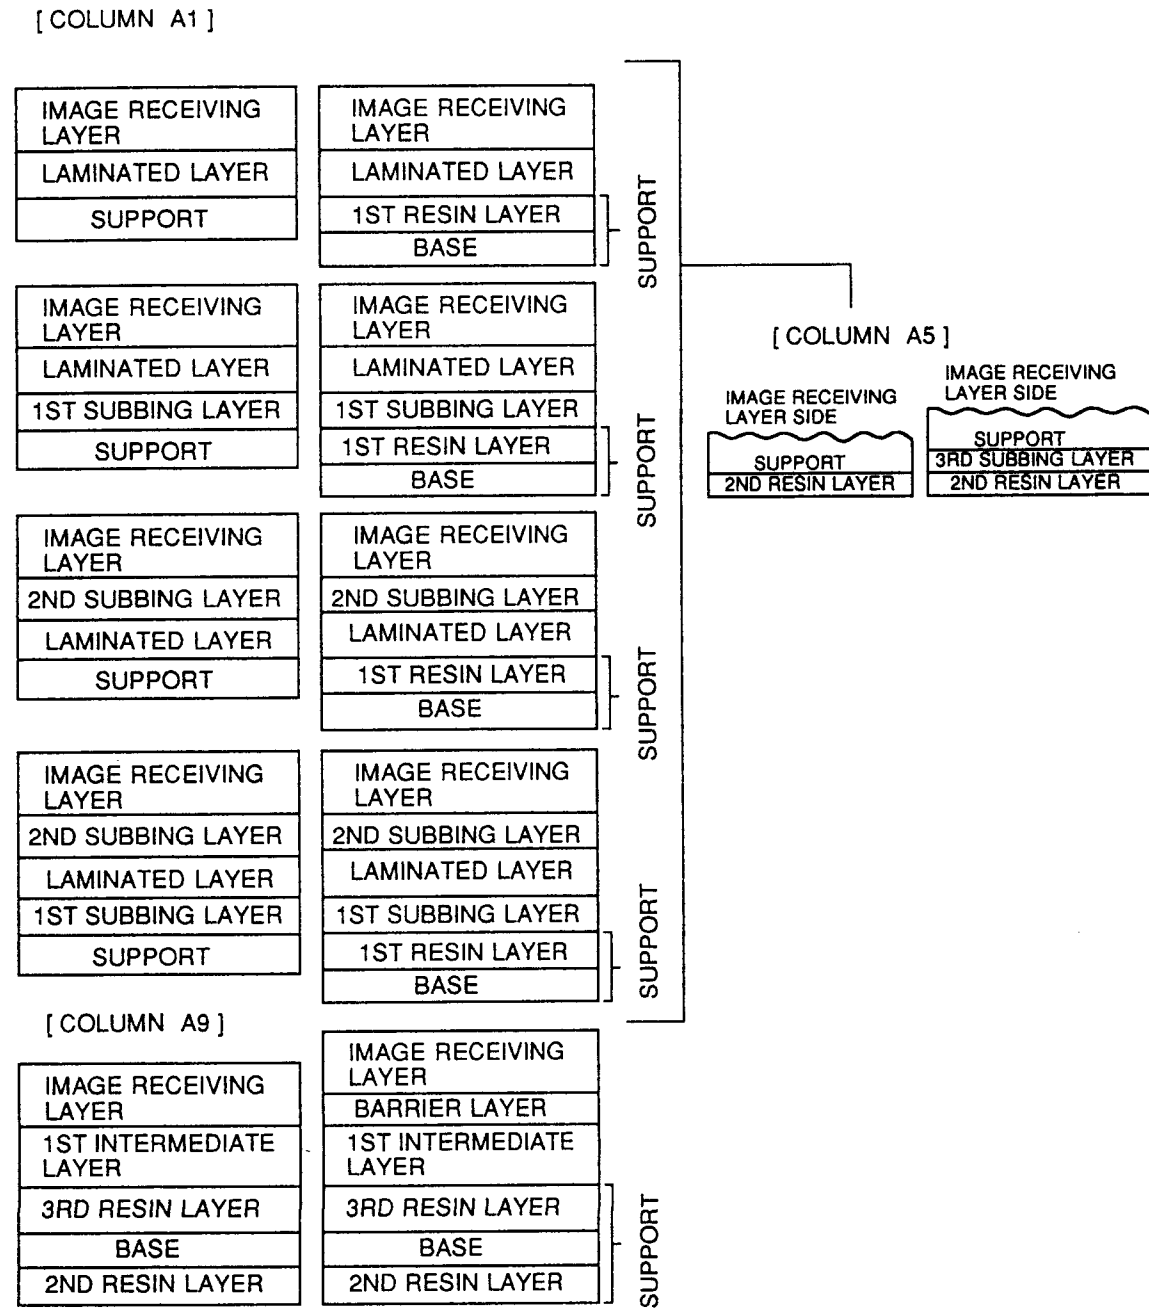 [ COLUMN A1 ]
IMAGE RECEIVING
LAYER
LAMINATED LAYER
SUPPORT
IMAGE RECEIVING
LAYER
LAMINATED LAYER
1ST RESIN LAYER
BASE
SUPPORT
IMAGE RECEIVING
LAYER
LAMINATED LAYER
1ST SUBBING LAYER
SUPPORT
IMAGE RECEIVING
LAYER
LAMINATED LAYER
1ST SUBBING LAYER
1ST RESIN LAYER
BASE
SUPPORT
IMAGE RECEIVING
LAYER
2ND SUBBING LAYER
LAMINATED LAYER
SUPPORT
IMAGE RECEIVING
LAYER
2ND SUBBING LAYER
LAMINATED LAYER
1ST RESIN LAYER
BASE
SUPPORT
IMAGE RECEIVING
LAYER
2ND SUBBING LAYER
LAMINATED LAYER
1ST SUBBING LAYER
SUPPORT
IMAGE RECEIVING
LAYER
2ND SUBBING LAYER
LAMINATED LAYER
1ST SUBBING LAYER
1ST RESIN LAYER
BASE
SUPPORT
[ COLUMN A5 ]
IMAGE RECEIVING
LAYER SIDE
SUPPORT
2ND RESIN LAYER
IMAGE RECEIVING
LAYER SIDE
SUPPORT
3RD SUBBING LAYER
2ND RESIN LAYER
[ COLUMN A9 ]
IMAGE RECEIVING
LAYER
1ST INTERMEDIATE
LAYER
3RD RESIN LAYER
BASE
2ND RESIN LAYER
IMAGE RECEIVING
LAYER
BARRIER LAYER
1ST INTERMEDIATE
LAYER
3RD RESIN LAYER
BASE
2ND RESIN LAYER
SUPPORT